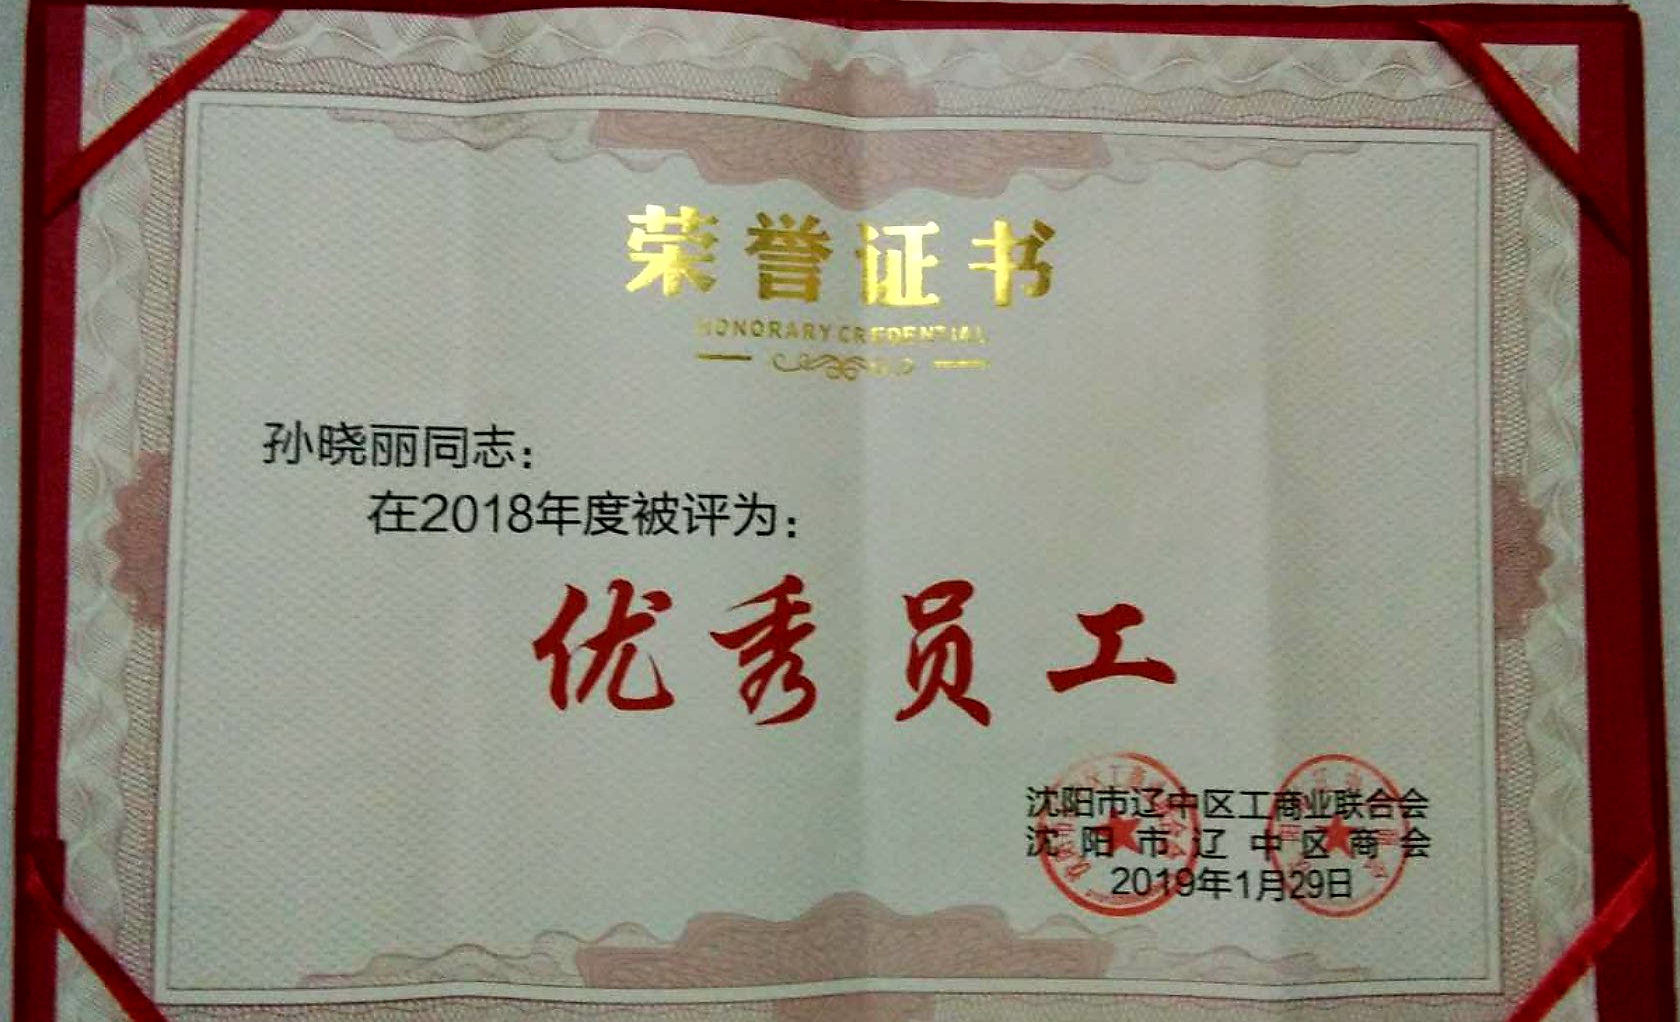 荣誉证书
HONORARY CREDENTIAL
孙晓丽同志：
在2018年度被评为：
优秀员工
沈阳市辽中区工商业联合会
沈阳市辽中区商会
2019年1月29日